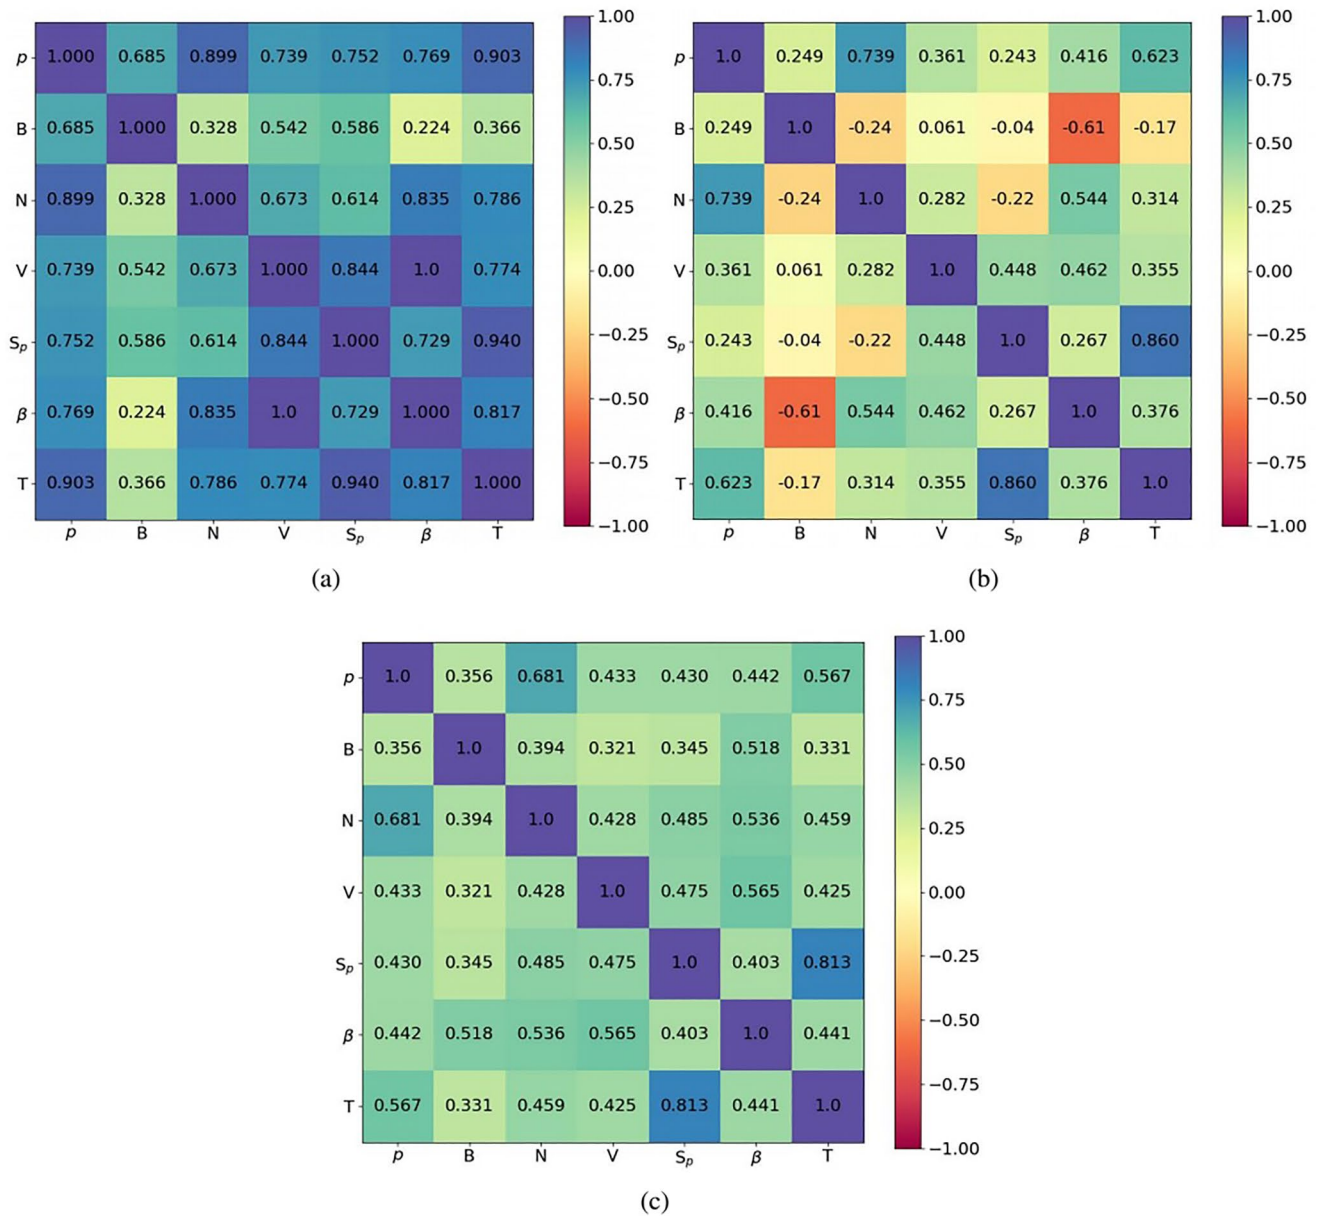 p 1.000 0.685 0.899 0.739 0.752 0.769 0.903
B 0.685 1.000 0.328 0.542 0.586 0.224 0.366
N 0.899 0.328 1.000 0.673 0.614 0.835 0.786
V 0.739 0.542 0.673 1.000 0.844 1.0 0.774
Sp 0.752 0.586 0.614 0.844 1.000 0.729 0.940
β 0.769 0.224 0.835 1.0 0.729 1.000 0.817
T 0.903 0.366 0.786 0.774 0.940 0.817 1.000
p B N V Sp β T
1.00
0.75
0.50
0.25
0.00
−0.25
−0.50
−0.75
−1.00
(a)
p 1.0 0.249 0.739 0.361 0.243 0.416 0.623
B 0.249 1.0 -0.24 0.061 -0.04 -0.61 -0.17
N 0.739 -0.24 1.0 0.282 -0.22 0.544 0.314
V 0.361 0.061 0.282 1.0 0.448 0.462 0.355
Sp 0.243 -0.04 -0.22 0.448 1.0 0.267 0.860
β 0.416 -0.61 0.544 0.462 0.267 1.0 0.376
T 0.623 -0.17 0.314 0.355 0.860 0.376 1.0
p B N V Sp β T
1.00
0.75
0.50
0.25
0.00
−0.25
−0.50
−0.75
−1.00
(b)
p 1.0 0.356 0.681 0.433 0.430 0.442 0.567
B 0.356 1.0 0.394 0.321 0.345 0.518 0.331
N 0.681 0.394 1.0 0.428 0.485 0.536 0.459
V 0.433 0.321 0.428 1.0 0.475 0.565 0.425
Sp 0.430 0.345 0.485 0.475 1.0 0.403 0.813
β 0.442 0.518 0.536 0.565 0.403 1.0 0.441
T 0.567 0.331 0.459 0.425 0.813 0.441 1.0
p B N V Sp β T
1.00
0.75
0.50
0.25
0.00
−0.25
−0.50
−0.75
−1.00
(c)